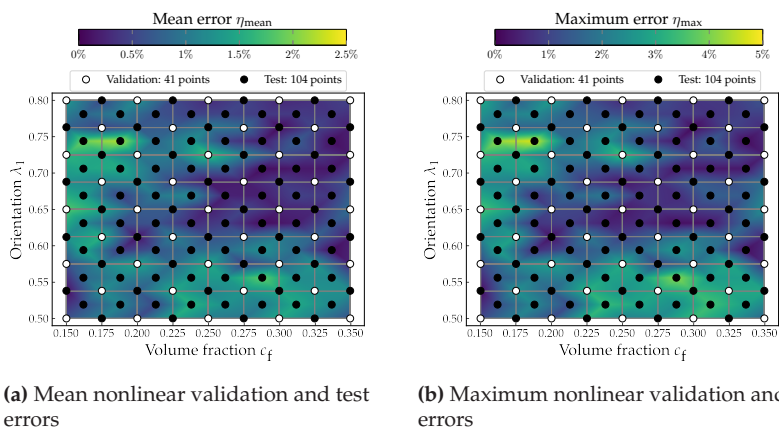 Mean error η_mean
0% 0.5% 1% 1.5% 2% 2.5%
Validation: 41 points Test: 104 points
0.80
0.75
0.70
0.65
0.60
0.55
0.50
Orientation λ₁
0.150 0.175 0.200 0.225 0.250 0.275 0.300 0.325 0.350
Volume fraction c_f
(a) Mean nonlinear validation and test
errors
Maximum error η_max
0% 1% 2% 3% 4% 5%
Validation: 41 points Test: 104 points
0.80
0.75
0.70
0.65
0.60
0.55
0.50
Orientation λ₁
0.150 0.175 0.200 0.225 0.250 0.275 0.300 0.325 0.350
Volume fraction c_f
(b) Maximum nonlinear validation and
errors